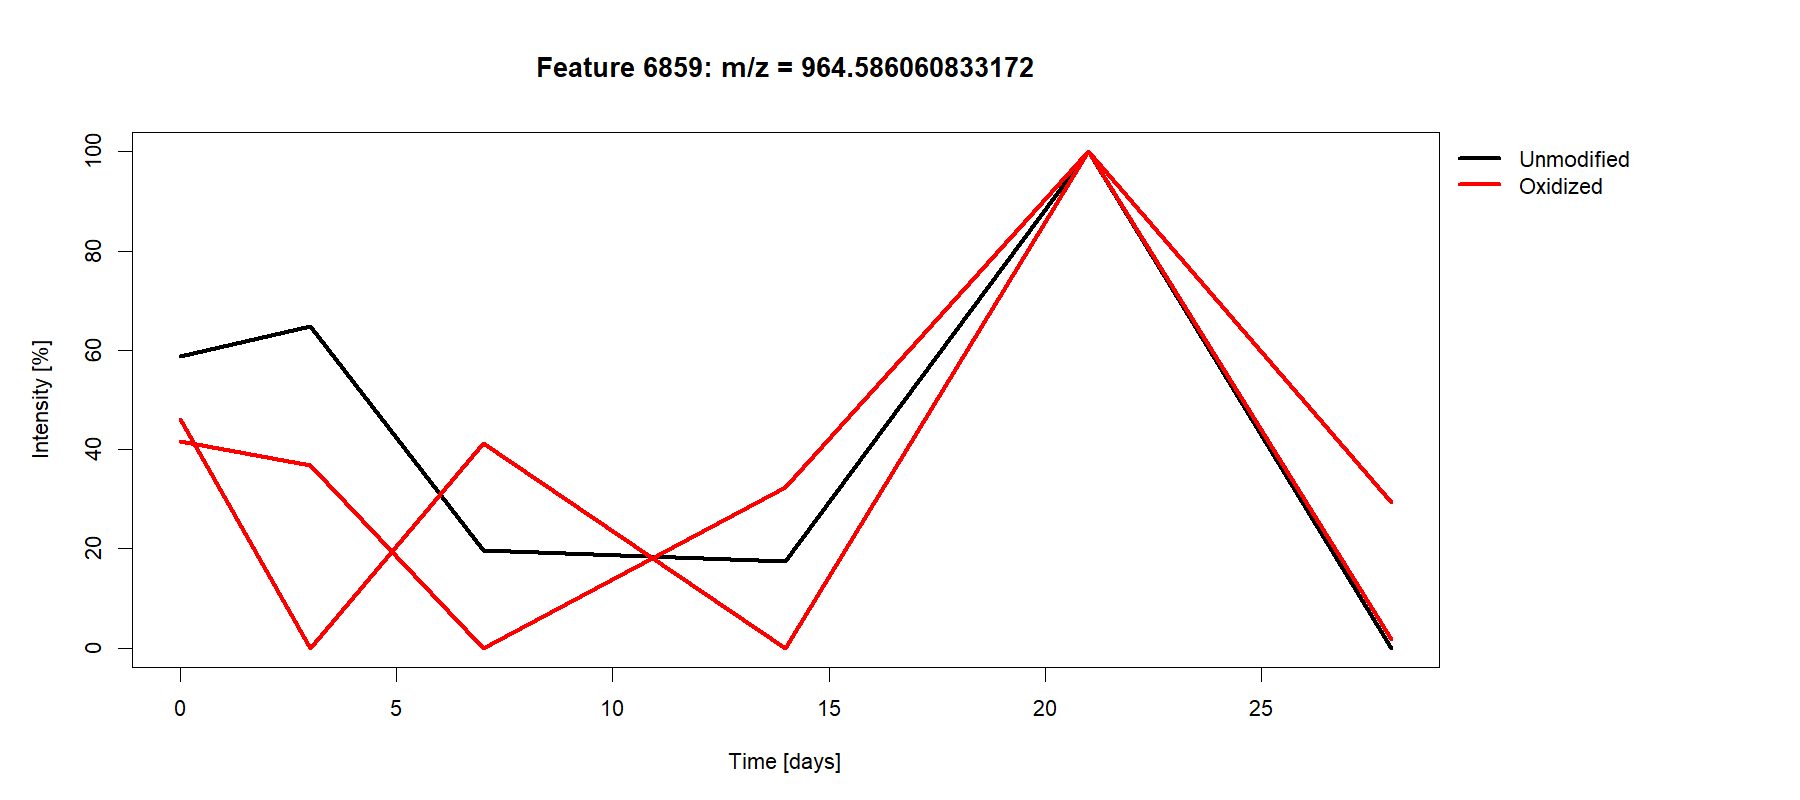 Feature 6859: m/z = 964.586060833172
Unmodified
Oxidized
Intensity [%]
100
80
60
40
20
0
0 5 10 15 20 25
Time [days]